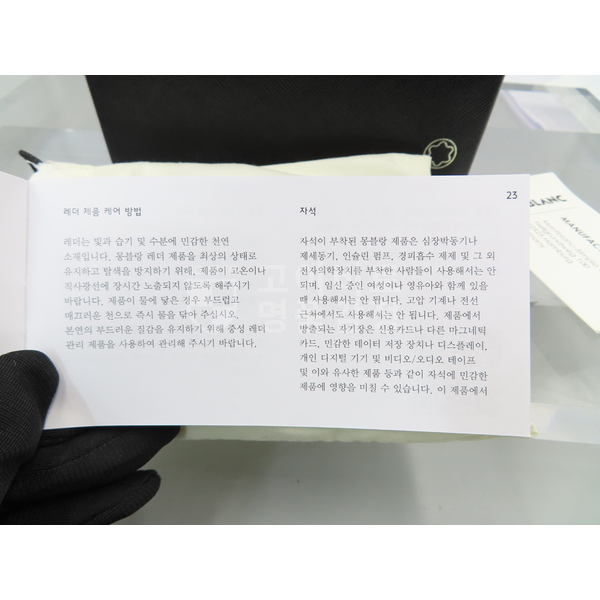 23
레더 제품 케어 방법
레더는 빛과 습기 및 수분에 민감한 천연
소재입니다. 몽블랑 레더 제품을 최상의 상태로
유지하고 탈색을 방지하기 위해, 제품이 고온이나
직사광선에 장시간 노출되지 않도록 해주시기
바랍니다. 제품이 물에 닿은 경우 부드럽고
매끄러운 천으로 즉시 물을 닦아 주십시오.
본연의 부드러운 질감을 유지하기 위해 중성 레더
관리 제품을 사용하여 관리해 주시기 바랍니다.
자석
자석이 부착된 몽블랑 제품은 심장박동기나
제세동기, 인슐린 펌프, 경피흡수 제제 및 그 외
전자의학장치를 부착한 사람들이 사용해서는 안
되며, 임신 중인 여성이나 영유아와 함께 있을
때 사용해서는 안 됩니다. 고압 기계나 전선
근처에서도 사용해서는 안 됩니다. 이 제품에서
방출되는 자기장은 신용카드나 다른 마그네틱
카드, 민감한 데이터 저장 장치나 디스플레이,
개인 디지털 기기 및 비디오/오디오 테이프
및 이와 유사한 제품 등과 같이 자석에 민감한
제품에 영향을 미칠 수 있습니다. 이 제품에서
고
명
BLANC
MANUFAC